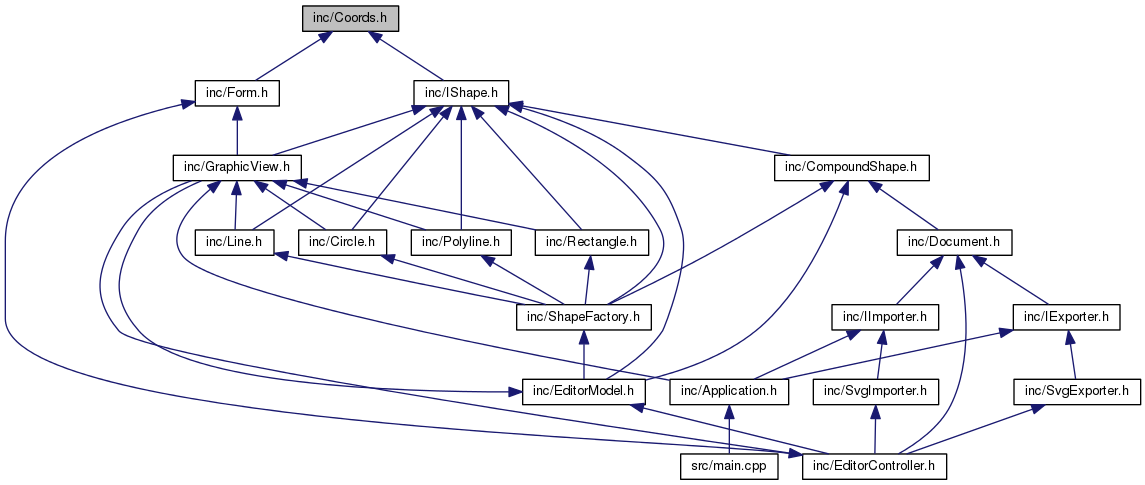 inc/Coords.h
inc/Form.h
inc/IShape.h
inc/GraphicView.h
inc/CompoundShape.h
inc/Line.h
inc/Circle.h
inc/Polyline.h
inc/Rectangle.h
inc/Document.h
inc/ShapeFactory.h
inc/IImporter.h
inc/IExporter.h
inc/EditorModel.h
inc/Application.h
inc/SvgImporter.h
inc/SvgExporter.h
src/main.cpp
inc/EditorController.h